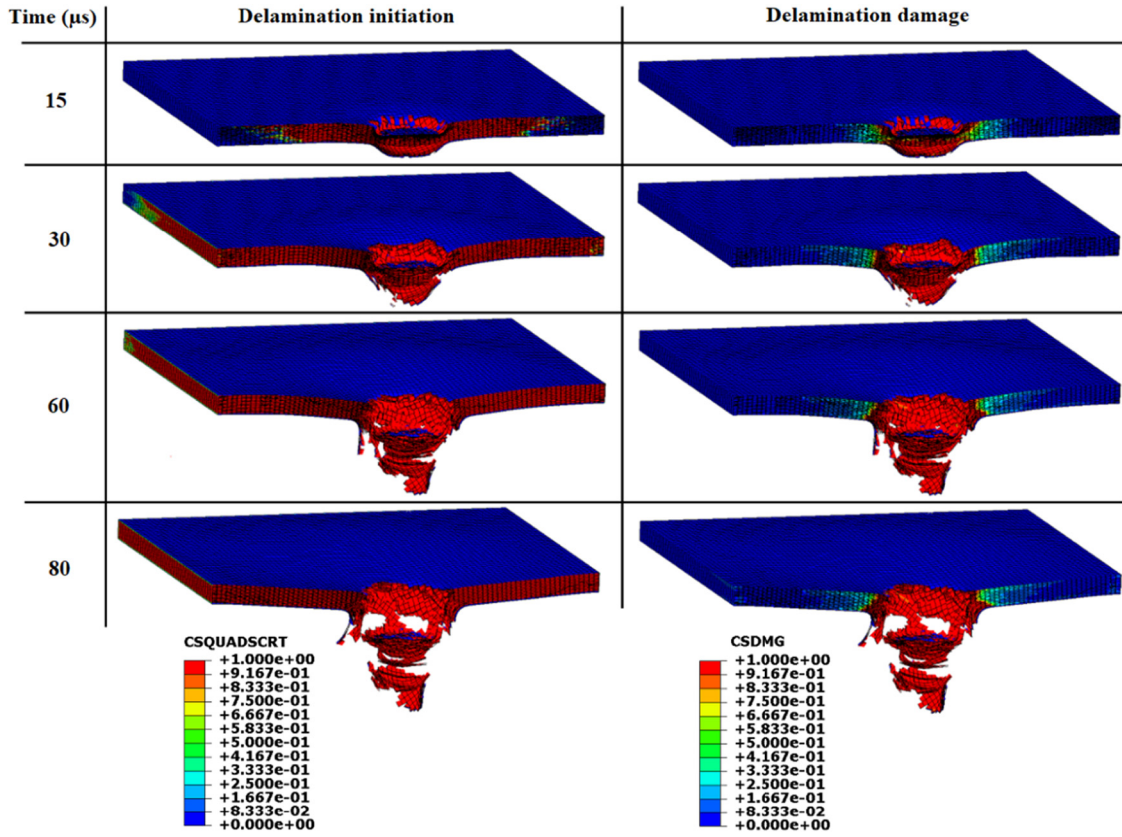 Time (μs) Delamination initiation Delamination damage
15
30
60
80
CSQUADSCRT
+1.000e+00
+9.167e-01
+8.333e-01
+7.500e-01
+6.667e-01
+5.833e-01
+5.000e-01
+4.167e-01
+3.333e-01
+2.500e-01
+1.667e-01
+8.333e-02
+0.000e+00
CSDMG
+1.000e+00
+9.167e-01
+8.333e-01
+7.500e-01
+6.667e-01
+5.833e-01
+5.000e-01
+4.167e-01
+3.333e-01
+2.500e-01
+1.667e-01
+8.333e-02
+0.000e+00